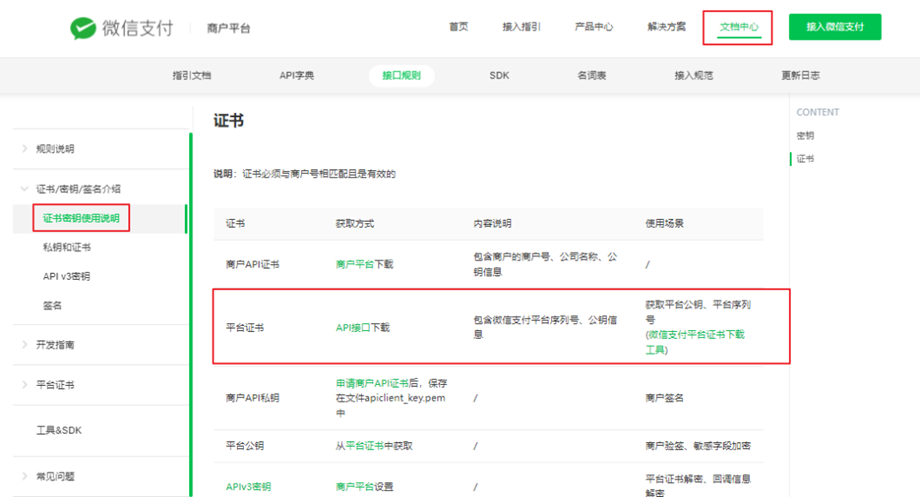 微信支付 商户平台 首页 接入指引 产品中心 解决方案 文档中心 接入微信支付
指引文档 API字典 接口规则 SDK 名词表 接入规范 更新日志
规则说明
证书/密钥/签名介绍
证书密钥使用说明
私钥和证书
API v3密钥
签名
开发指南
平台证书
工具&SDK
常见问题
证书
说明：证书必须与商户号相匹配且是有效的
证书 获取方式 内容说明 使用场景
商户API证书 商户平台下载 包含商户的商户号、公司名称、公
钥信息 /
平台证书 API接口下载 包含微信支付平台序列号、公钥信
息
获取平台公钥、平台序列
号
(微信支付平台证书下载
工具)
商户API私钥 申请商户API证书后，保存
在文件apiclient_key.pem
中
/ 商户签名
平台公钥 从平台证书中获取 / 商户验签、敏感字段加密
APIv3密钥 商户平台设置 / 平台证书解密、回调信息
解密
CONTENT
密钥
证书